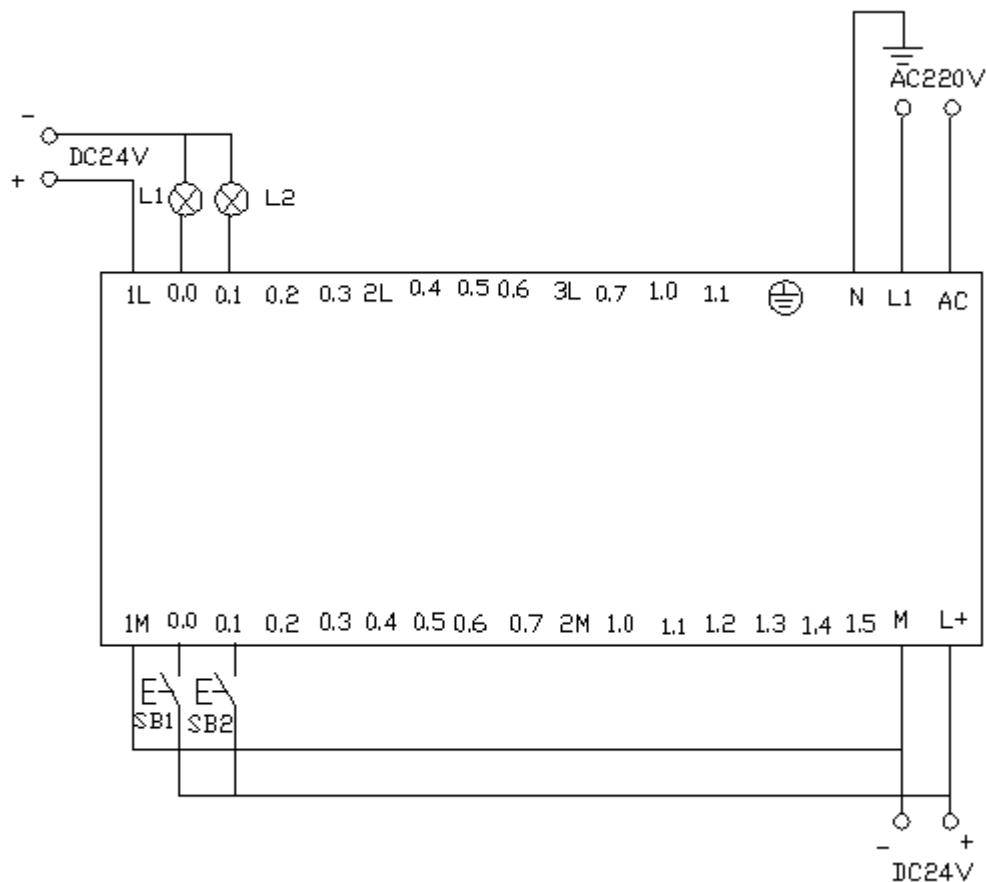 AC220V
-
DC24V
+
L1 L2
1L 0.0 0.1 0.2 0.3 2L 0.4 0.5 0.6 3L 0.7 1.0 1.1 N L1 AC
1M 0.0 0.1 0.2 0.3 0.4 0.5 0.6 0.7 2M 1.0 1.1 1.2 1.3 1.4 1.5 M L+
SB1 SB2
- +
DC24V